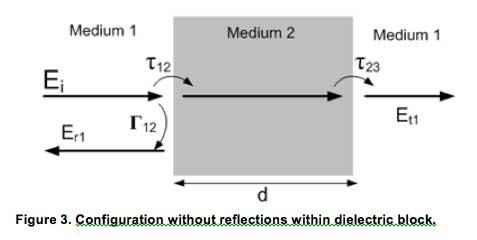 Medium 1
Medium 2
Medium 1
Ei
τ12
τ23
Γ12
Er1
Et1
d
Figure 3. Configuration without reflections within dielectric block.